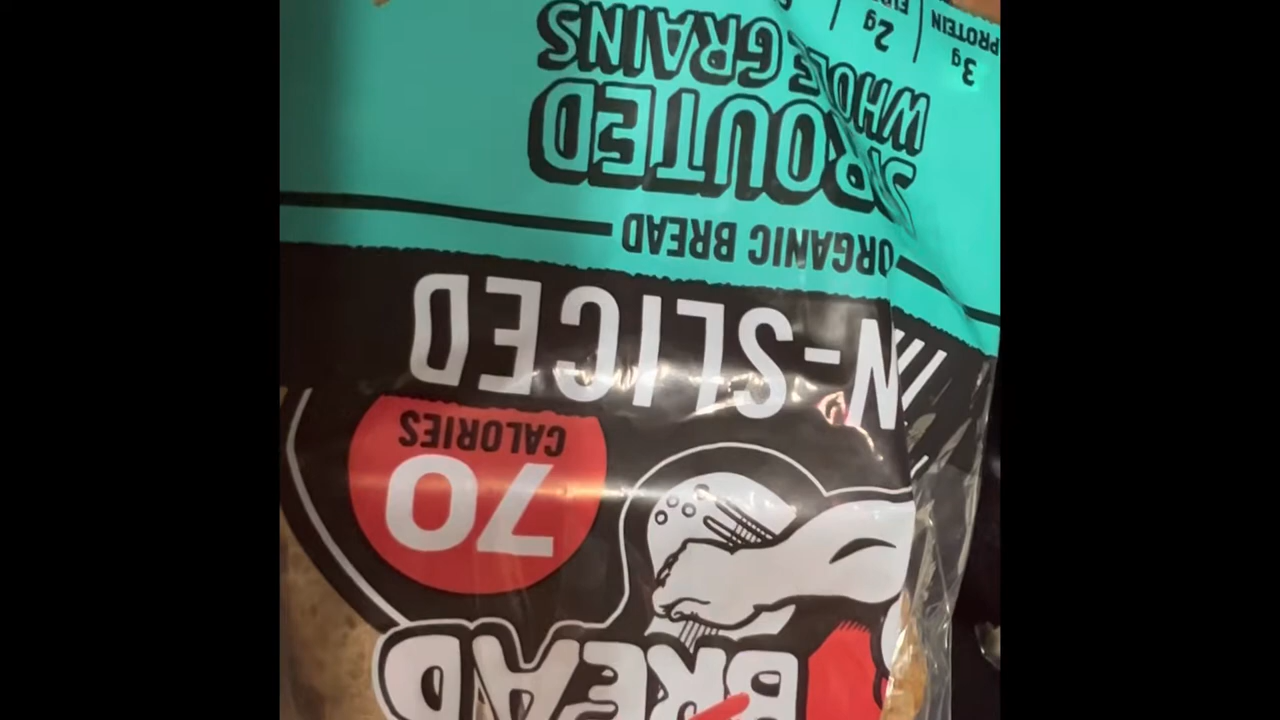 BREAD
70
CALORIES
N-SLICED
ORGANIC BREAD
SPROUTED
WHOLE GRAINS
3g
PROTEIN
2g